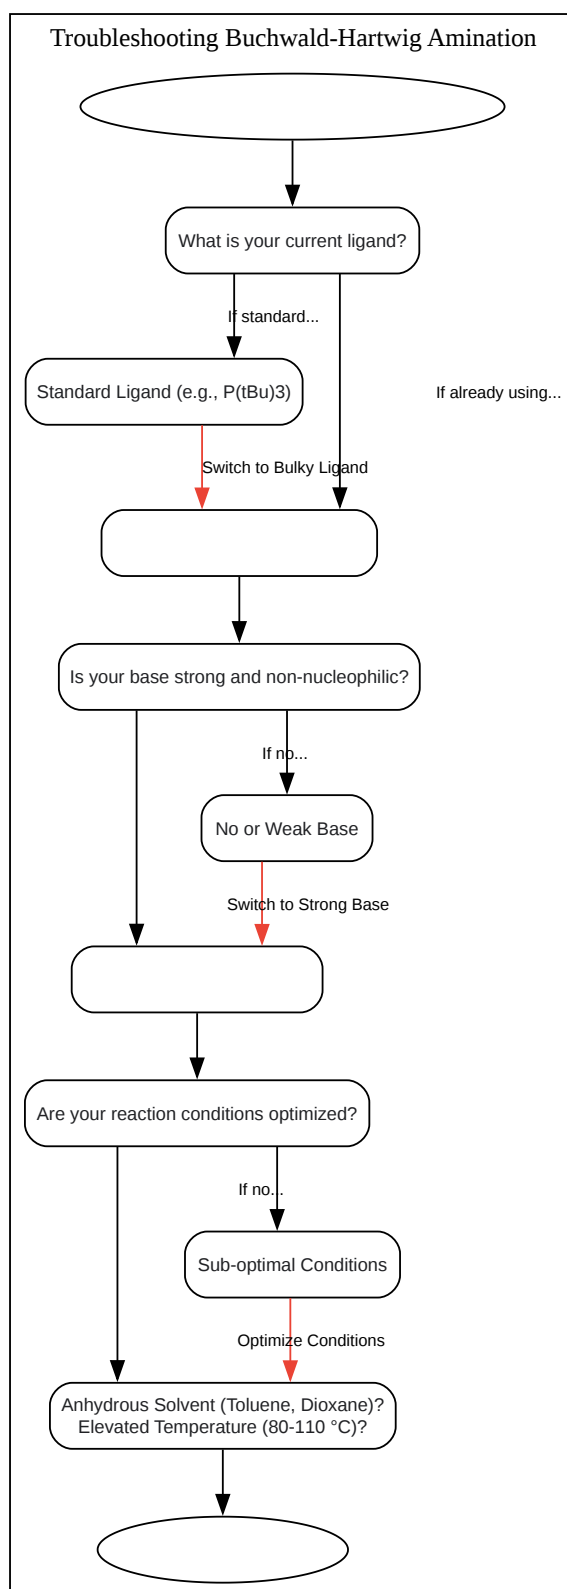 Troubleshooting Buchwald-Hartwig Amination
What is your current ligand?
If standard...
Standard Ligand (e.g., P(tBu)3)
If already using...
Switch to Bulky Ligand
Is your base strong and non-nucleophilic?
If no...
No or Weak Base
Switch to Strong Base
Are your reaction conditions optimized?
If no...
Sub-optimal Conditions
Optimize Conditions
Anhydrous Solvent (Toluene, Dioxane)?
Elevated Temperature (80-110 °C)?